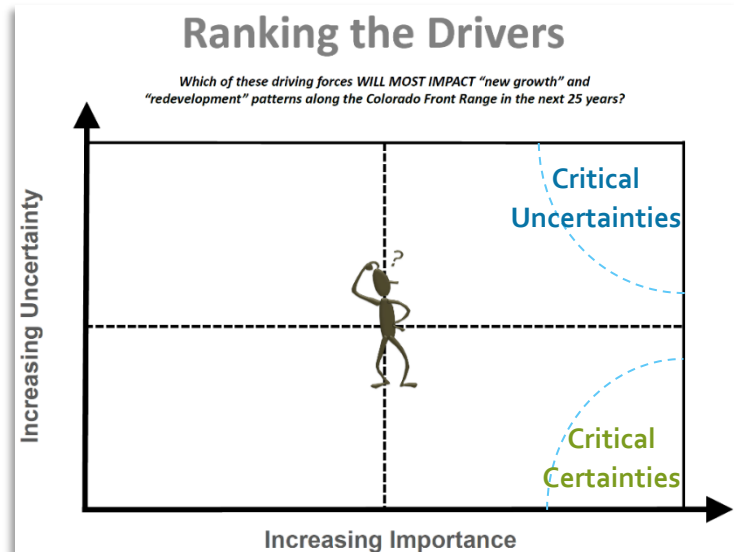 Ranking the Drivers
Which of these driving forces WILL MOST IMPACT “new growth” and
“redevelopment” patterns along the Colorado Front Range in the next 25 years?
Increasing Uncertainty
Critical
Uncertainties
?
Critical
Certainties
Increasing Importance